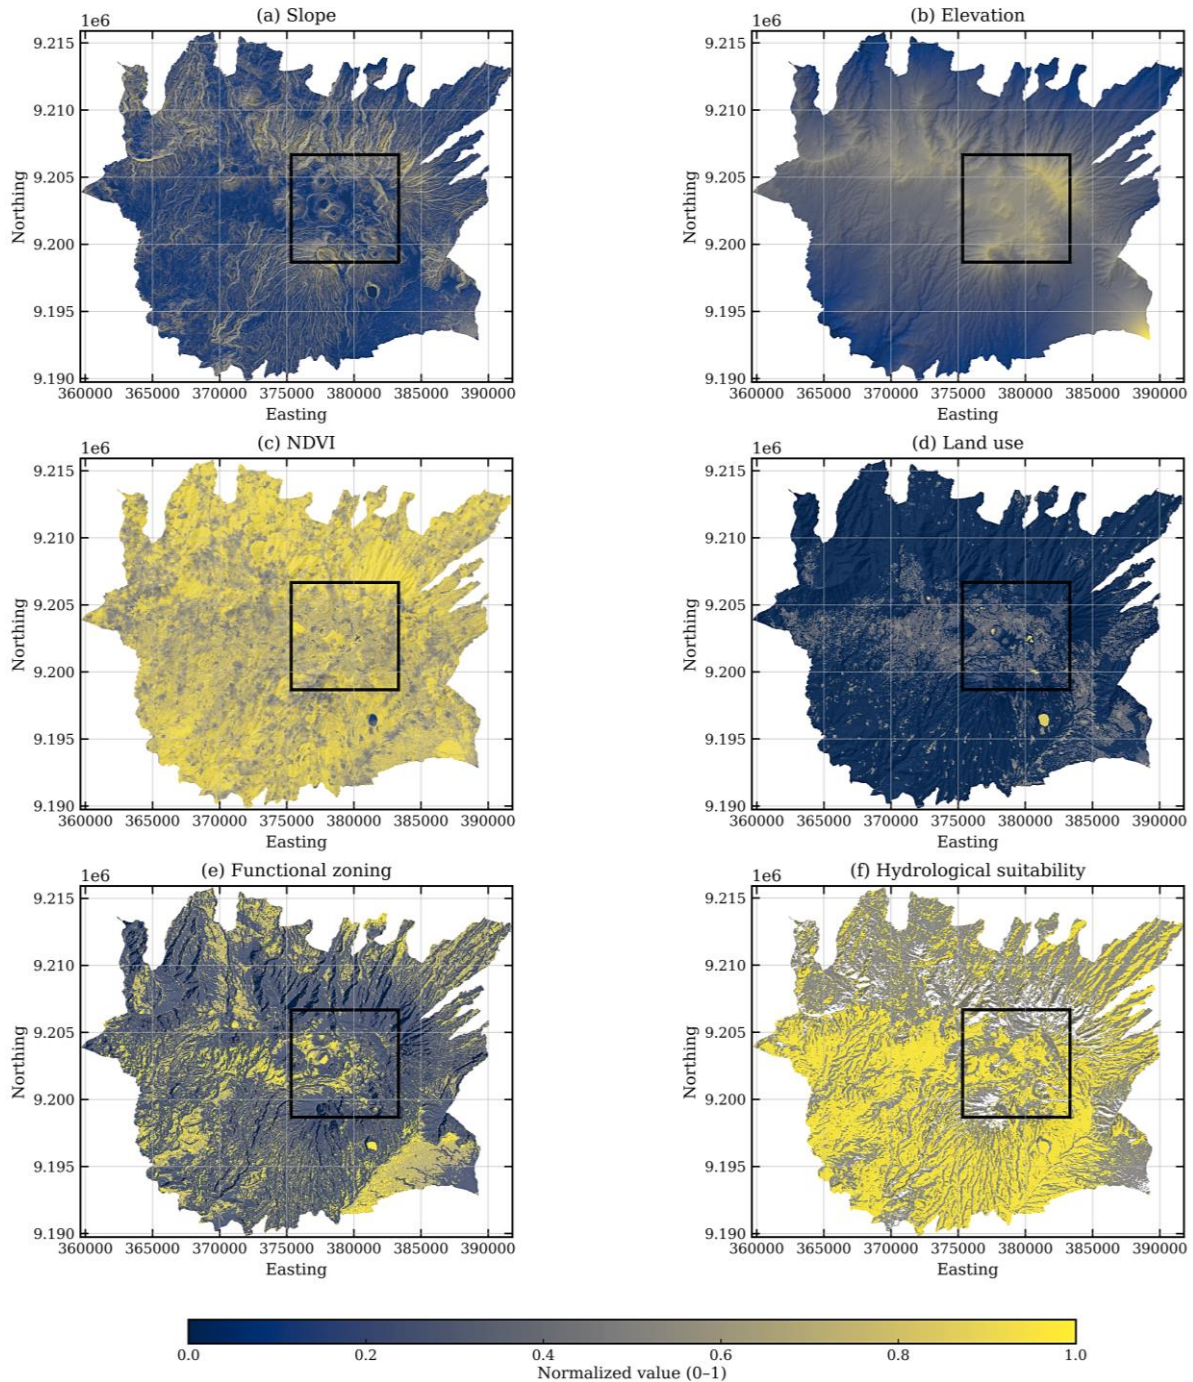 (a) Slope
1e6
9.215
9.210
9.205
9.200
9.195
9.190
Northing
360000 365000 370000 375000 380000 385000 390000
Easting
(b) Elevation
1e6
9.215
9.210
9.205
9.200
9.195
9.190
Northing
360000 365000 370000 375000 380000 385000 390000
Easting
(c) NDVI
1e6
9.215
9.210
9.205
9.200
9.195
9.190
Northing
360000 365000 370000 375000 380000 385000 390000
Easting
(d) Land use
1e6
9.215
9.210
9.205
9.200
9.195
9.190
Northing
360000 365000 370000 375000 380000 385000 390000
Easting
(e) Functional zoning
1e6
9.215
9.210
9.205
9.200
9.195
9.190
Northing
360000 365000 370000 375000 380000 385000 390000
Easting
(f) Hydrological suitability
1e6
9.215
9.210
9.205
9.200
9.195
9.190
Northing
360000 365000 370000 375000 380000 385000 390000
Easting
0.0 0.2 0.4 0.6 0.8 1.0
Normalized value (0–1)